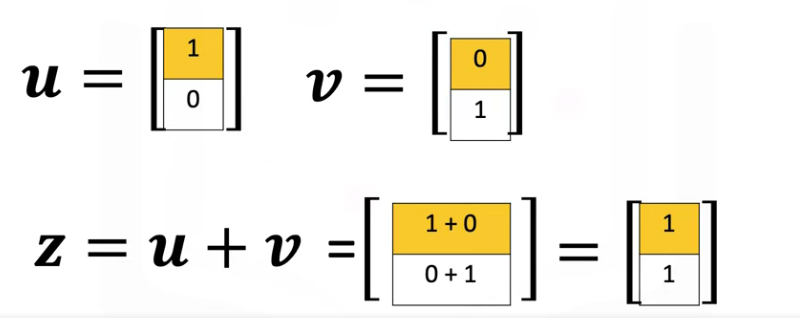 u = [ 1 0 ] v = [ 0 1 ]
z = u + v = [ 1 + 0 0 + 1 ] = [ 1 1 ]